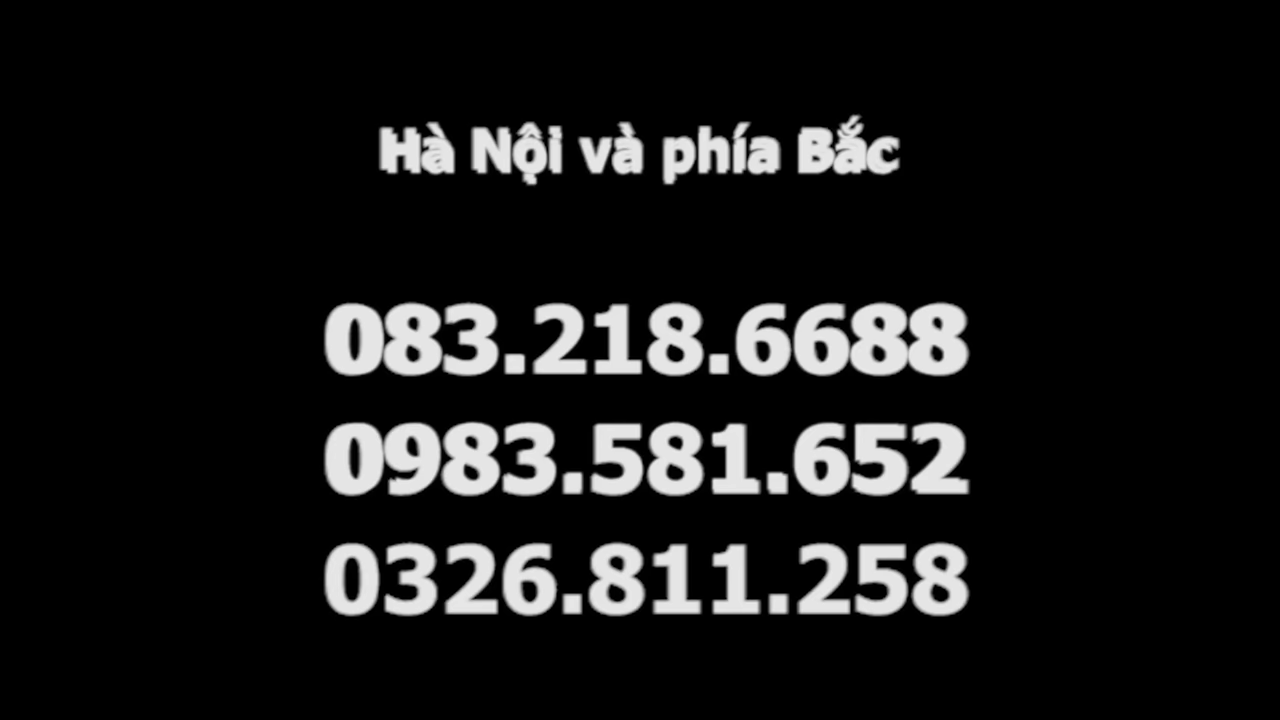 Hà Nội và phía Bắc
083.218.6688
0983.581.652
0326.811.258